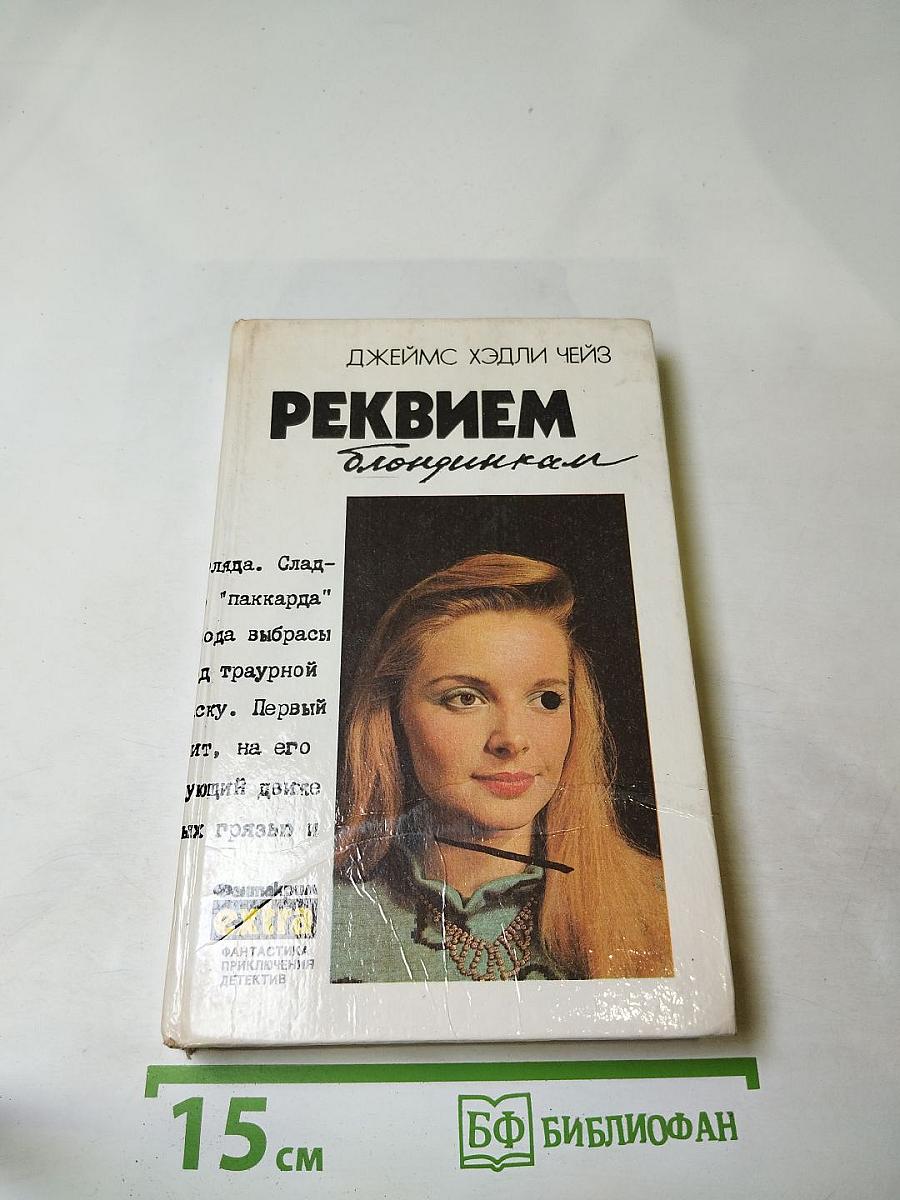 ДЖЕЙМС ХЭДЛИ ЧЕЙЗ
РЕКВИЕМ
блондинкам
ляда. Слад-
"паккарда"
ода выбрасы
д траурной
ску. Первый
ит, на его
ующий движе
ых грязью и
Фантакрим
extra
ФАНТАСТИКА
ПРИКЛЮЧЕНИЯ
ДЕТЕКТИВ
15 см
БФ БИБЛИОФАН